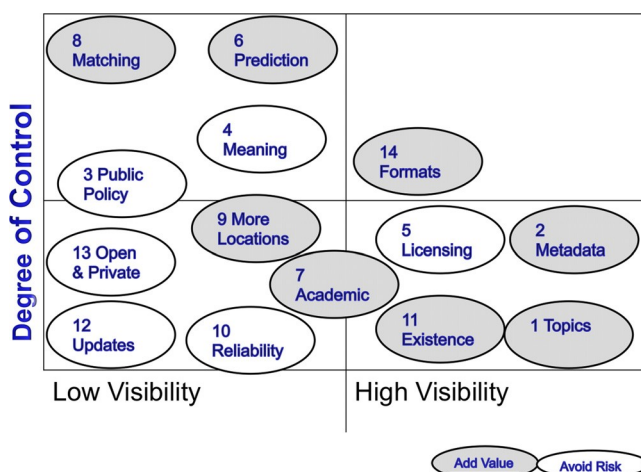 Degree of Control
8
Matching
6
Prediction
4
Meaning
14
Formats
3 Public
Policy
9 More
Locations
5
Licensing
2
Metadata
13 Open
& Private
7
Academic
12
Updates
10
Reliability
11
Existence
1 Topics
Low Visibility
High Visibility
Add Value
Avoid Risk